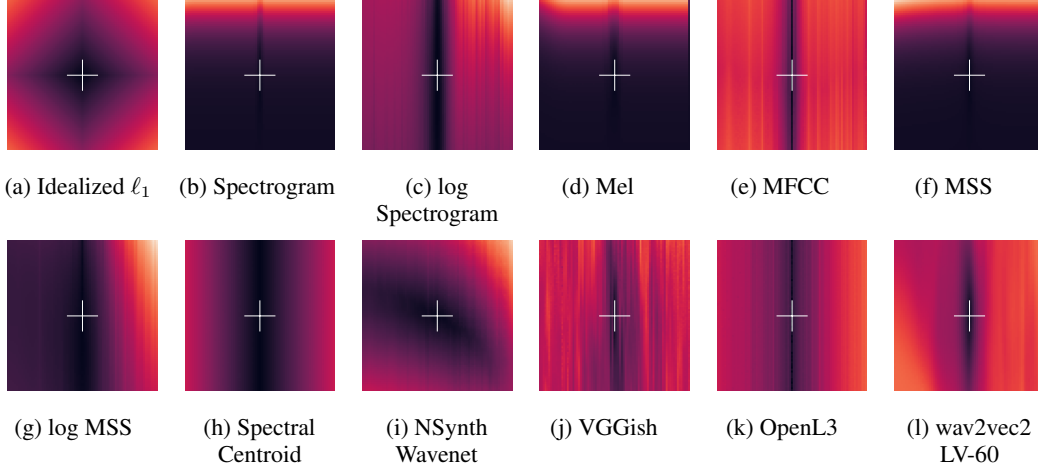 (a) Idealized ℓ1
(b) Spectrogram
(c) log
Spectrogram
(d) Mel
(e) MFCC
(f) MSS
(g) log MSS
(h) Spectral
Centroid
(i) NSynth
Wavenet
(j) VGGish
(k) OpenL3
(l) wav2vec2
LV-60